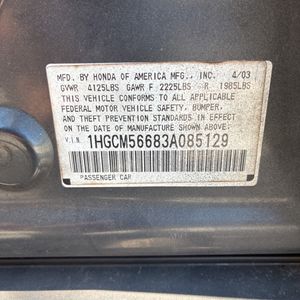 MFD. BY HONDA OF AMERICA MFG., INC. 4/03
GVWR 4125LBS GAWR F 2225LBS R 1985LBS
THIS VEHICLE CONFORMS TO ALL APPLICABLE
FEDERAL MOTOR VEHICLE SAFETY, BUMPER,
AND THEFT PREVENTION STANDARDS IN EFFECT
ON THE DATE OF MANUFACTURE SHOWN ABOVE.
V.I.N. 1HGCM56683A085129
PASSENGER CAR